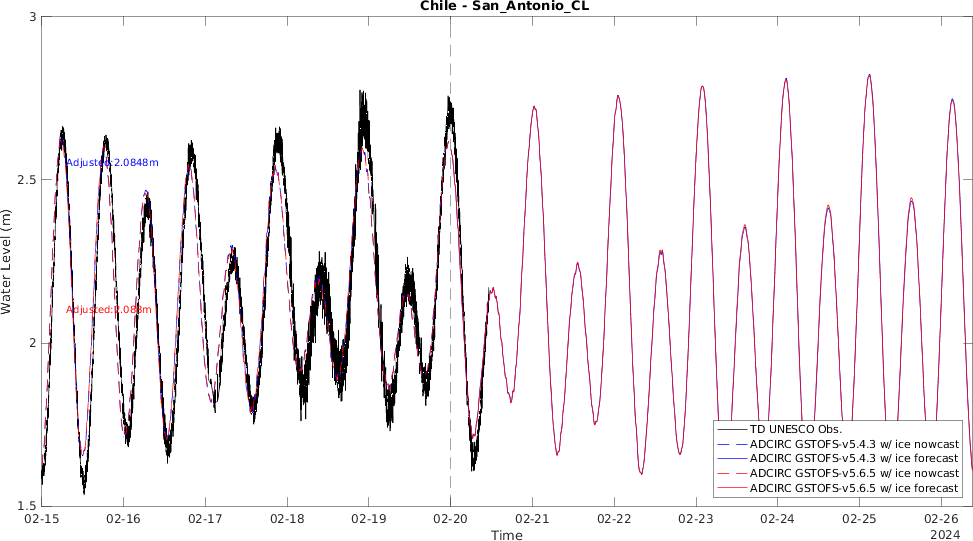 Chile - San_Antonio_CL
3
2.5
2
1.5
Water Level (m)
Adjusted:2.0848m
Adjusted:2.088m
TD UNESCO Obs.
ADCIRC GSTOFS-v5.4.3 w/ ice nowcast
ADCIRC GSTOFS-v5.4.3 w/ ice forecast
ADCIRC GSTOFS-v5.6.5 w/ ice nowcast
ADCIRC GSTOFS-v5.6.5 w/ ice forecast
02-15 02-16 02-17 02-18 02-19 02-20 02-21 02-22 02-23 02-24 02-25 02-26
Time
2024